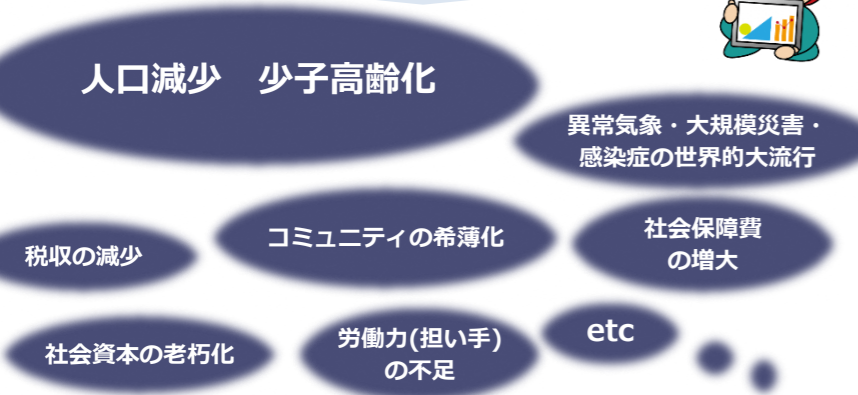 人口減少　少子高齢化
異常気象・大規模災害・
感染症の世界的大流行
税収の減少
コミュニティの希薄化
社会保障費
の増大
社会資本の老朽化
労働力(担い手)
の不足
etc